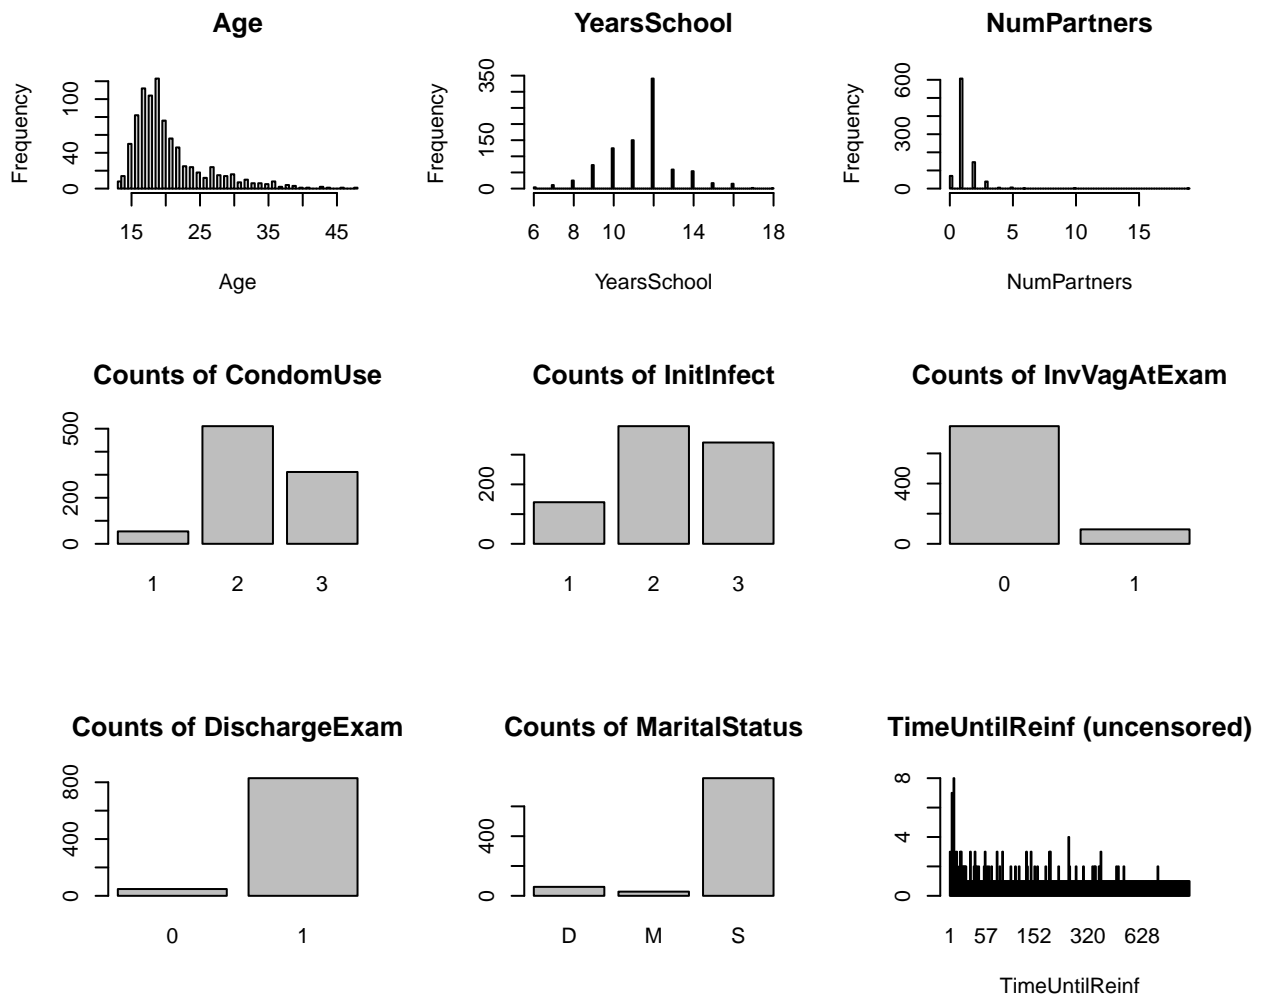 Age
YearsSchool
NumPartners
Frequency
0 40 100
15 25 35 45
Age
Frequency
0 150 350
6 8 10 14 18
YearsSchool
Frequency
0 300 600
0 5 10 15
NumPartners
Counts of CondomUse
Counts of InitInfect
Counts of InvVagAtExam
0 200 500
1 2 3
0 200
1 2 3
0 400
0 1
Counts of DischargeExam
Counts of MaritalStatus
TimeUntilReinf (uncensored)
0 400 800
0 1
0 400
D M S
0 4 8
1 57 152 320 628
TimeUntilReinf